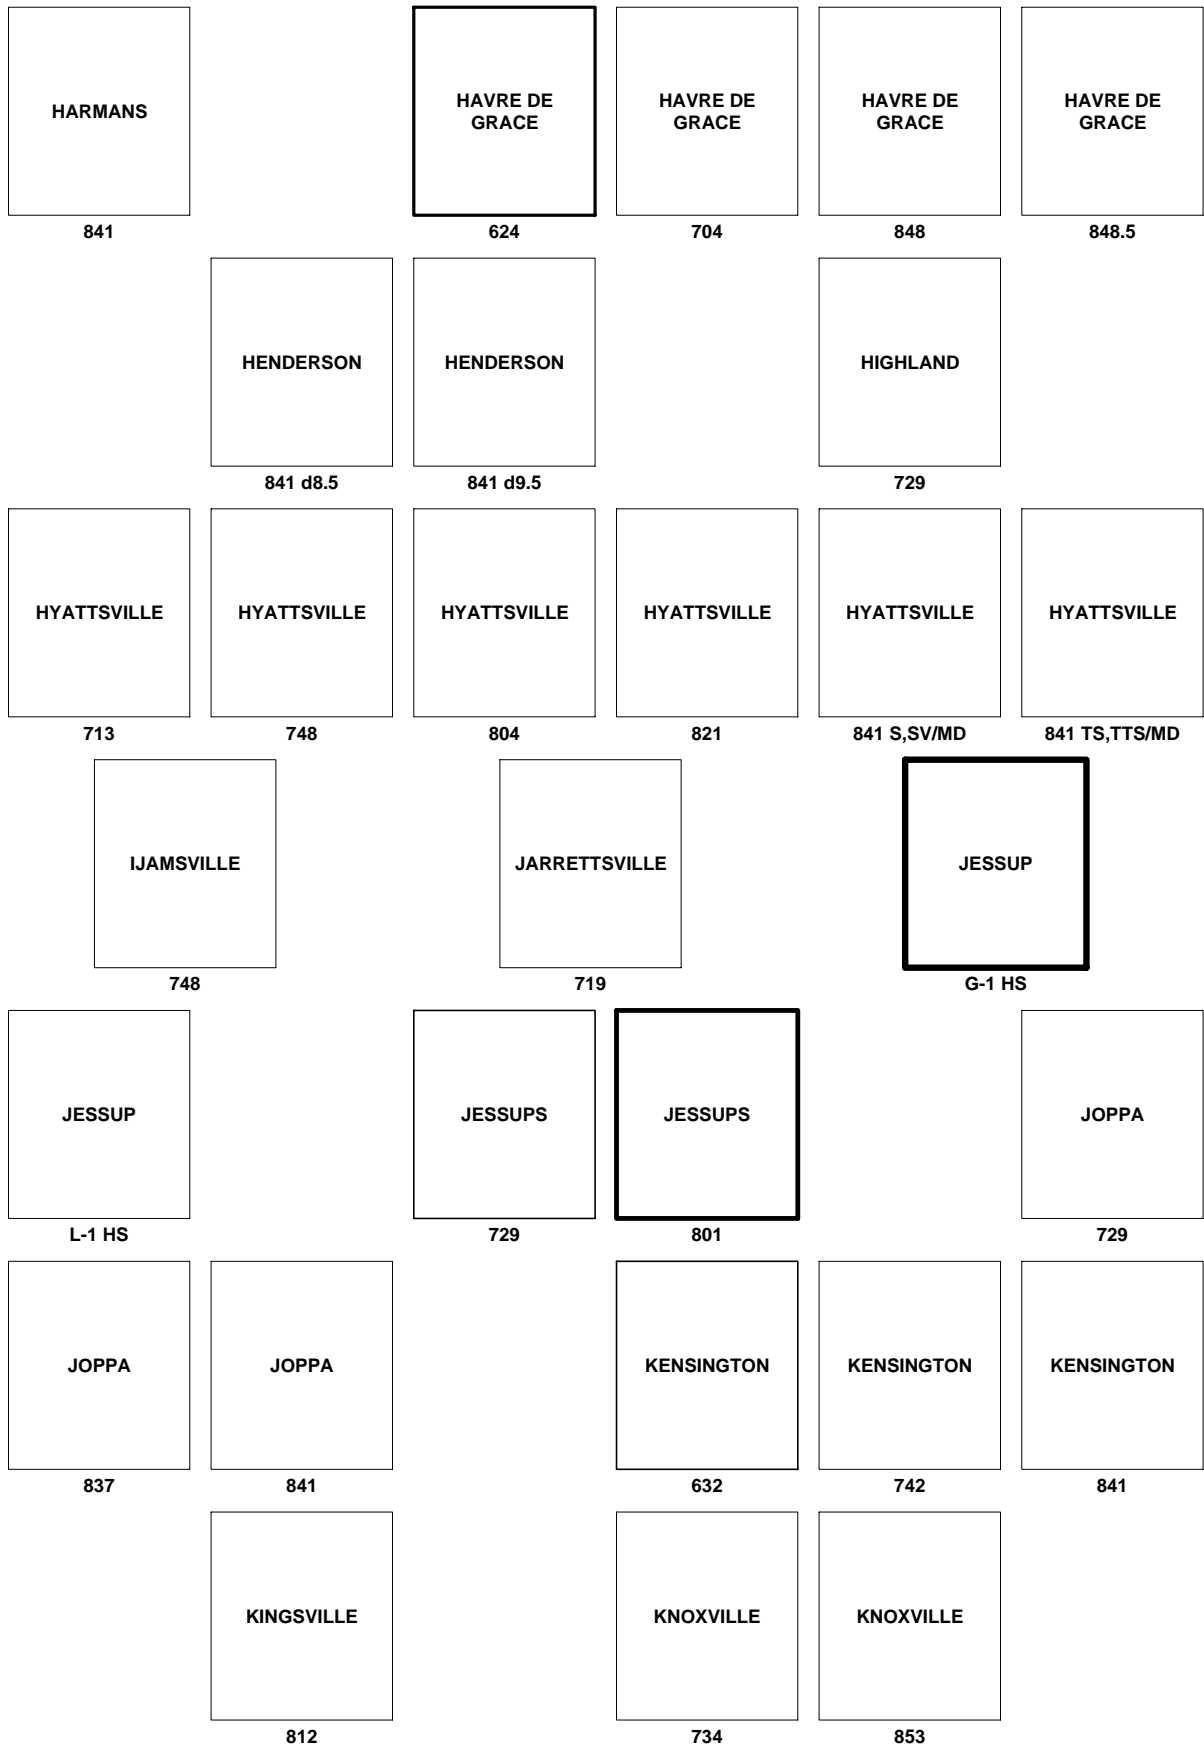 HARMANS
HAVRE DE
GRACE
HAVRE DE
GRACE
HAVRE DE
GRACE
HAVRE DE
GRACE
841
624
704
848
848.5
HENDERSON
HENDERSON
HIGHLAND
841 d8.5
841 d9.5
729
HYATTSVILLE
HYATTSVILLE
HYATTSVILLE
HYATTSVILLE
HYATTSVILLE
HYATTSVILLE
713
748
804
821
841 S,SV/MD
841 TS,TTS/MD
IJAMSVILLE
JARRETTSVILLE
JESSUP
748
719
G-1 HS
JESSUP
JESSUPS
JESSUPS
JOPPA
L-1 HS
729
801
729
JOPPA
JOPPA
KENSINGTON
KENSINGTON
KENSINGTON
837
841
632
742
841
KINGSVILLE
KNOXVILLE
KNOXVILLE
812
734
853